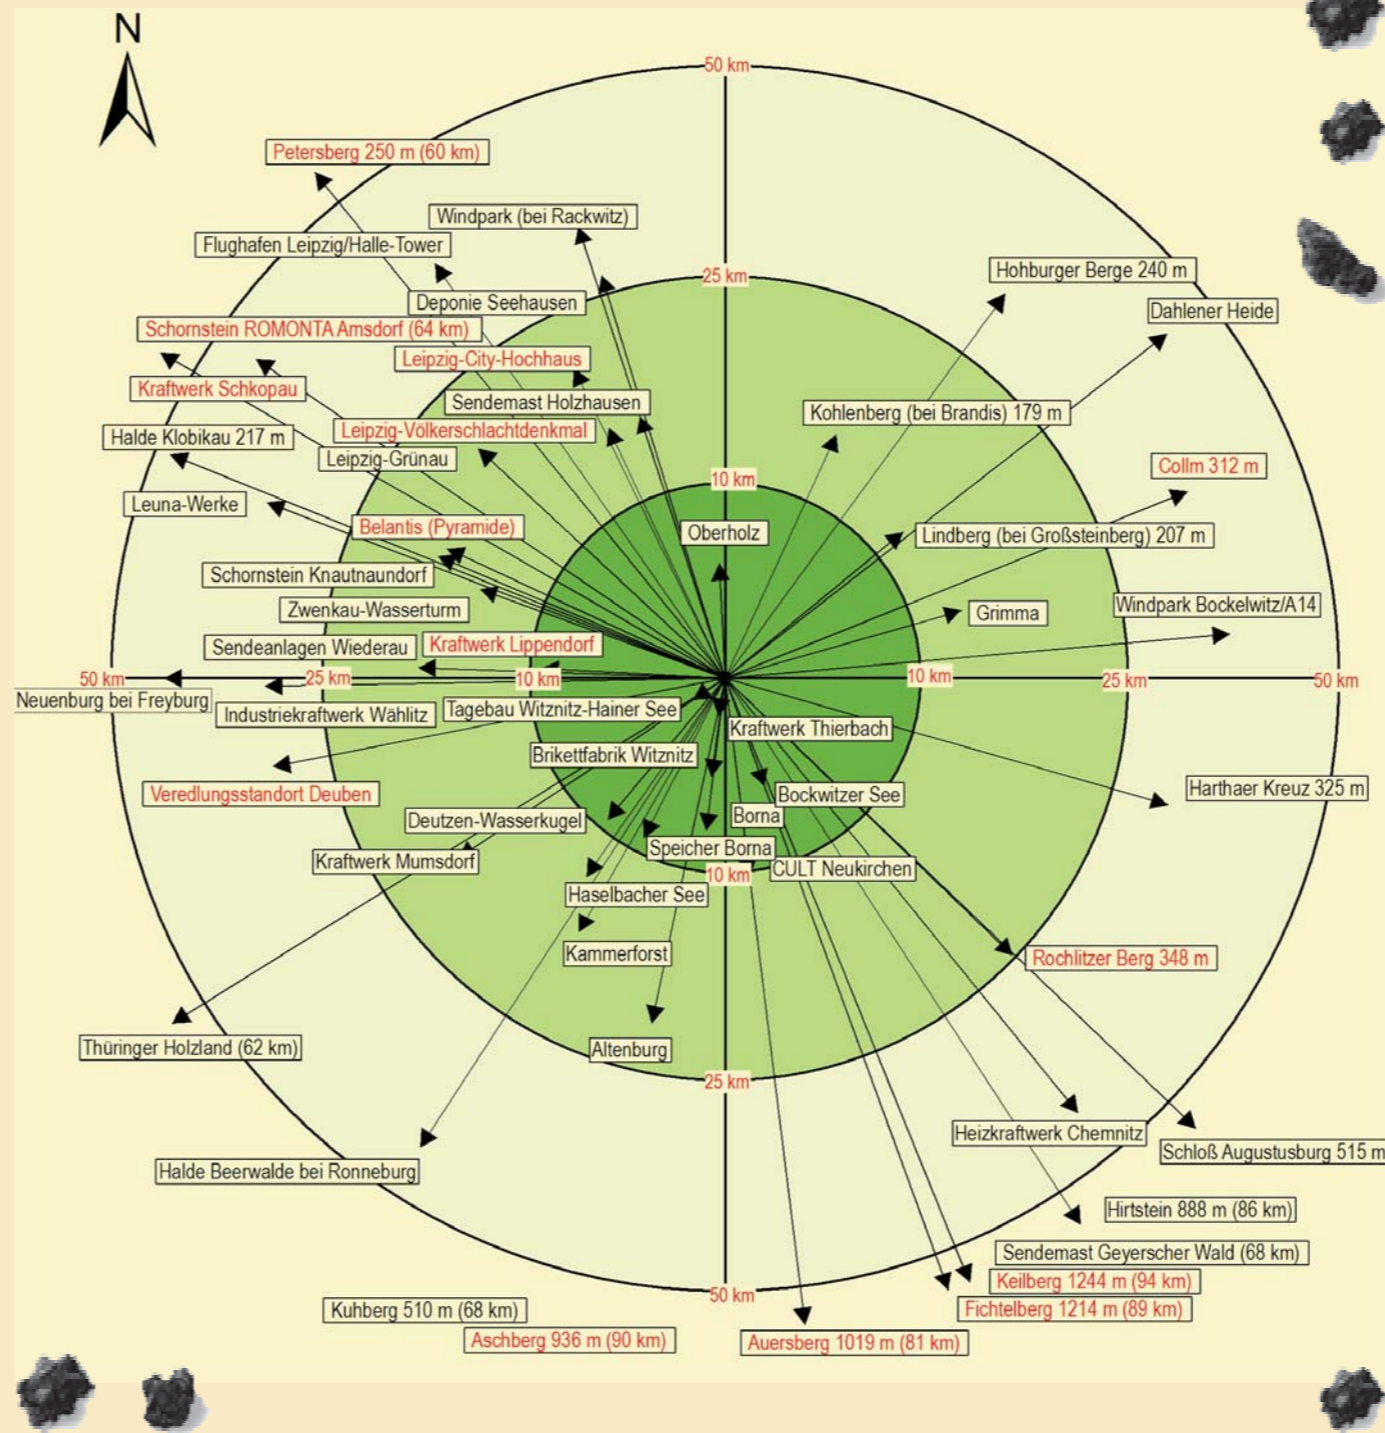 N
50 km
Petersberg 250 m (60 km)
Windpark (bei Rackwitz)
Flughafen Leipzig/Halle-Tower
Hohburger Berge 240 m
25 km
Deponie Seehausen
Dahlener Heide
Schornstein ROMONTA Amsdorf (64 km)
Leipzig-City-Hochhaus
Kraftwerk Schkopau
Sendemast Holzhausen
Kohlenberg (bei Brandis) 179 m
Leipzig-Völkerschlachtdenkmal
Halde Klobikau 217 m
Leipzig-Grünau
Collm 312 m
10 km
Leuna-Werke
Belantis (Pyramide)
Oberholz
Lindberg (bei Großsteinberg) 207 m
Schornstein Knautnaundorf
Zwenkau-Wasserturm
Grimma
Windpark Bockelwitz/A14
Sendeanlagen Wiederau
Kraftwerk Lippendorf
50 km
25 km
10 km
10 km
25 km
50 km
Neuenburg bei Freyburg
Industriekraftwerk Wählitz
Tagebau Witznitz-Hainer See
Kraftwerk Thierbach
Brikettfabrik Witznitz
Veredlungsstandort Deuben
Bockwitzer See
Harthaer Kreuz 325 m
Deutzen-Wasserkugel
Borna
Speicher Borna
Kraftwerk Mumsdorf
CULT Neukirchen
10 km
Haselbacher See
Kammerforst
Rochlitzer Berg 348 m
Thüringer Holzland (62 km)
Altenburg
25 km
Heizkraftwerk Chemnitz
Schloß Augustusburg 515 m
Halde Beerwalde bei Ronneburg
Hirtstein 888 m (86 km)
Sendemast Geyerscher Wald (68 km)
Keilberg 1244 m (94 km)
50 km
Kuhberg 510 m (68 km)
Fichtelberg 1214 m (89 km)
Aschberg 936 m (90 km)
Auersberg 1019 m (81 km)